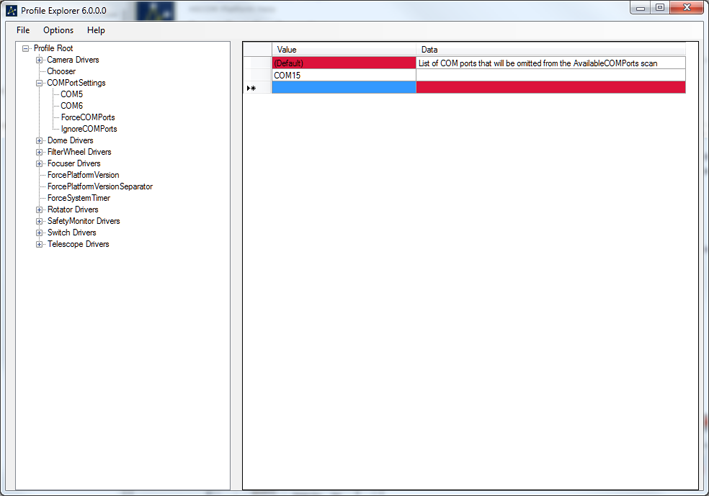 Profile Explorer 6.0.0.0
File Options Help
Profile Root
Camera Drivers
Chooser
COMPortSettings
COM5
COM6
ForceCOMPorts
IgnoreCOMPorts
Dome Drivers
FilterWheel Drivers
Focuser Drivers
ForcePlatformVersion
ForcePlatformVersionSeparator
ForceSystemTimer
Rotator Drivers
SafetyMonitor Drivers
Switch Drivers
Telescope Drivers
Value Data
(Default) List of COM ports that will be omitted from the AvailableCOMPorts scan
COM15